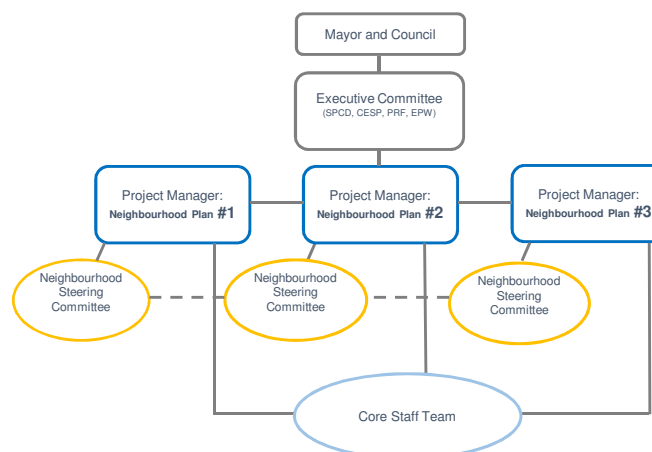 Mayor and Council
Executive Committee
(SPCD, CESP, PRF, EPW)
Project Manager:
Neighbourhood Plan #1
Project Manager:
Neighbourhood Plan #2
Project Manager:
Neighbourhood Plan #3
Neighbourhood
Steering
Committee
Neighbourhood
Steering
Committee
Neighbourhood
Steering
Committee
Core Staff Team